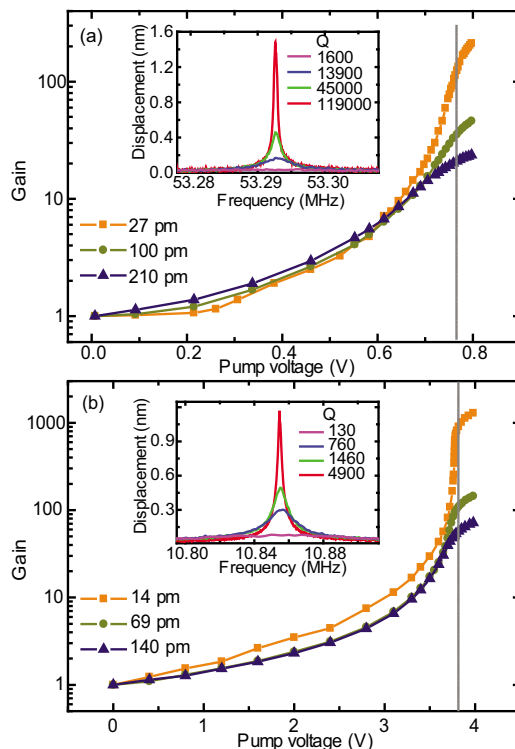 (a)
Gain
100
10
1
0.0 0.2 0.4 0.6 0.8
Pump voltage (V)
27 pm
100 pm
210 pm
Displacement (nm)
1.6
1.2
0.8
0.4
0.0
53.28 53.29 53.30
Frequency (MHz)
Q
1600
13900
45000
119000
(b)
Gain
1000
100
10
1
0 1 2 3 4
Pump voltage (V)
14 pm
69 pm
140 pm
Displacement (nm)
0.9
0.6
0.3
10.80 10.84 10.88
Frequency (MHz)
Q
130
760
1460
4900